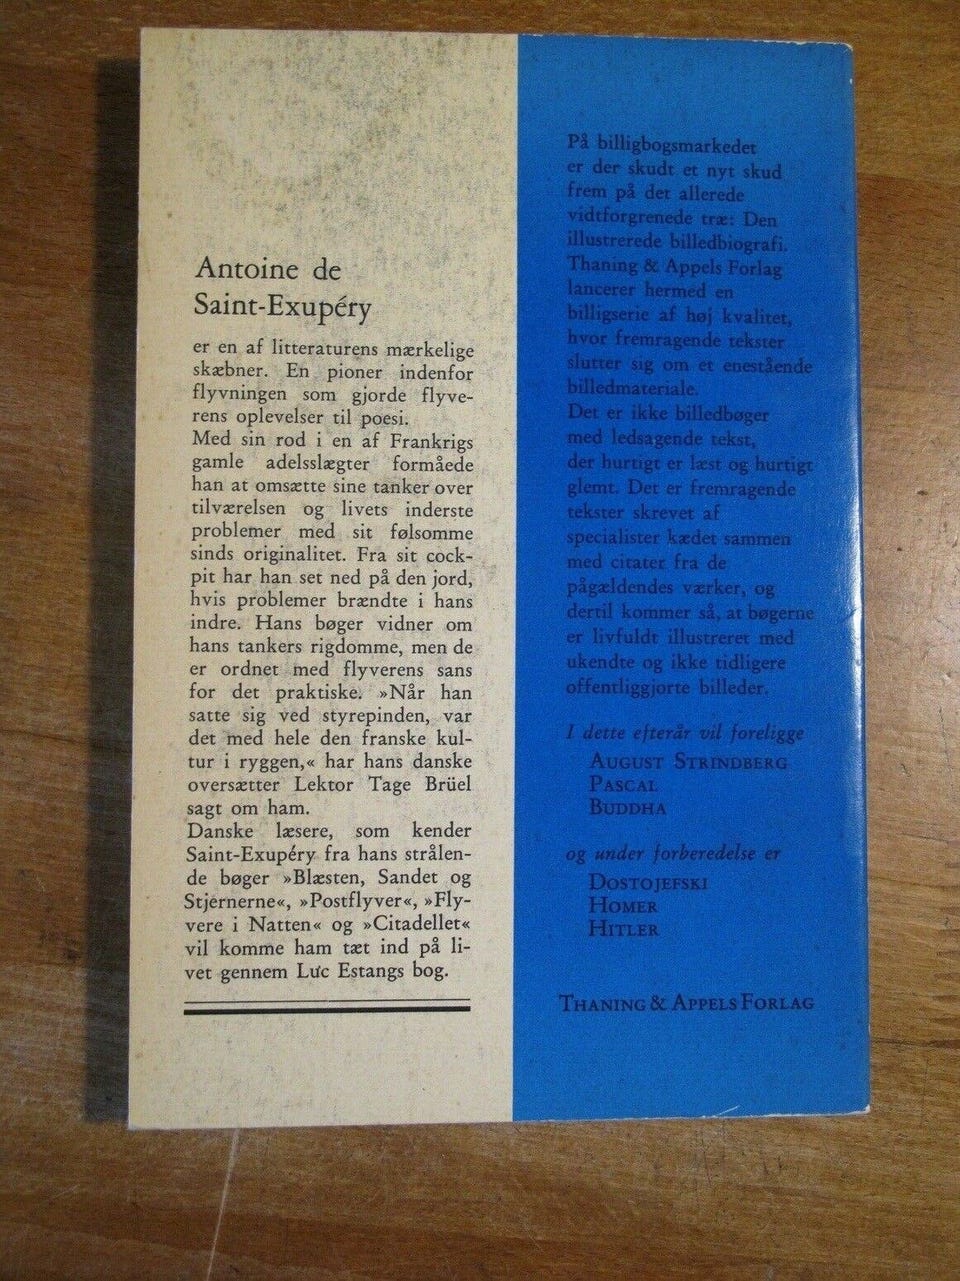 Antoine de
Saint-Exupéry
er en af litteraturens mærkelige
skæbner. En pioner indenfor
flyvningen som gjorde flyve-
rens oplevelser til poesi.
Med sin rod i en af Frankrigs
gamle adelsslægter formåede
han at omsætte sine tanker over
tilværelsen og livets inderste
problemer med sit følsomme
sinds originalitet. Fra sit cock-
pit har han set ned på den jord,
hvis problemer brændte i hans
indre. Hans bøger vidner om
hans tankers rigdomme, men de
er ordnet med flyverens sans
for det praktiske. »Når han
satte sig ved styrepinden, var
det med hele den franske kul-
tur i ryggen,« har hans danske
oversætter Lektor Tage Brüel
sagt om ham.
Danske læsere, som kender
Saint-Exupéry fra hans strålen-
de bøger »Blæsten, Sandet og
Stjernerne«, »Postflyver«, »Fly-
vere i Natten« og »Citadellet«
vil komme ham tæt ind på li-
vet gennem Luc Estangs bog.
På billigbogsmarkedet
er der skudt et nyt skud
frem på det allerede
vidtforgrenede træ: Den
illustrerede billedbiografi.
Thaning & Appels Forlag
lancerer hermed en
billigserie af høj kvalitet,
hvor fremragende tekster
slutter sig om et enestående
billedmateriale.
Det er ikke billedbøger
med ledsagende tekst,
der hurtigt er læst og hurtigt
glemt. Det er fremragende
tekster skrevet af
specialister kædet sammen
med citater fra de
pågældendes værker, og
dertil kommer så, at bøgerne
er livfuldt illustreret med
ukendte og ikke tidligere
offentliggjorte billeder.
I dette efterår vil foreligge
AUGUST STRINDBERG
PASCAL
BUDDHA
og under forberedelse er
DOSTOJEFSKI
HOMER
HITLER
THANING & APPELS FORLAG